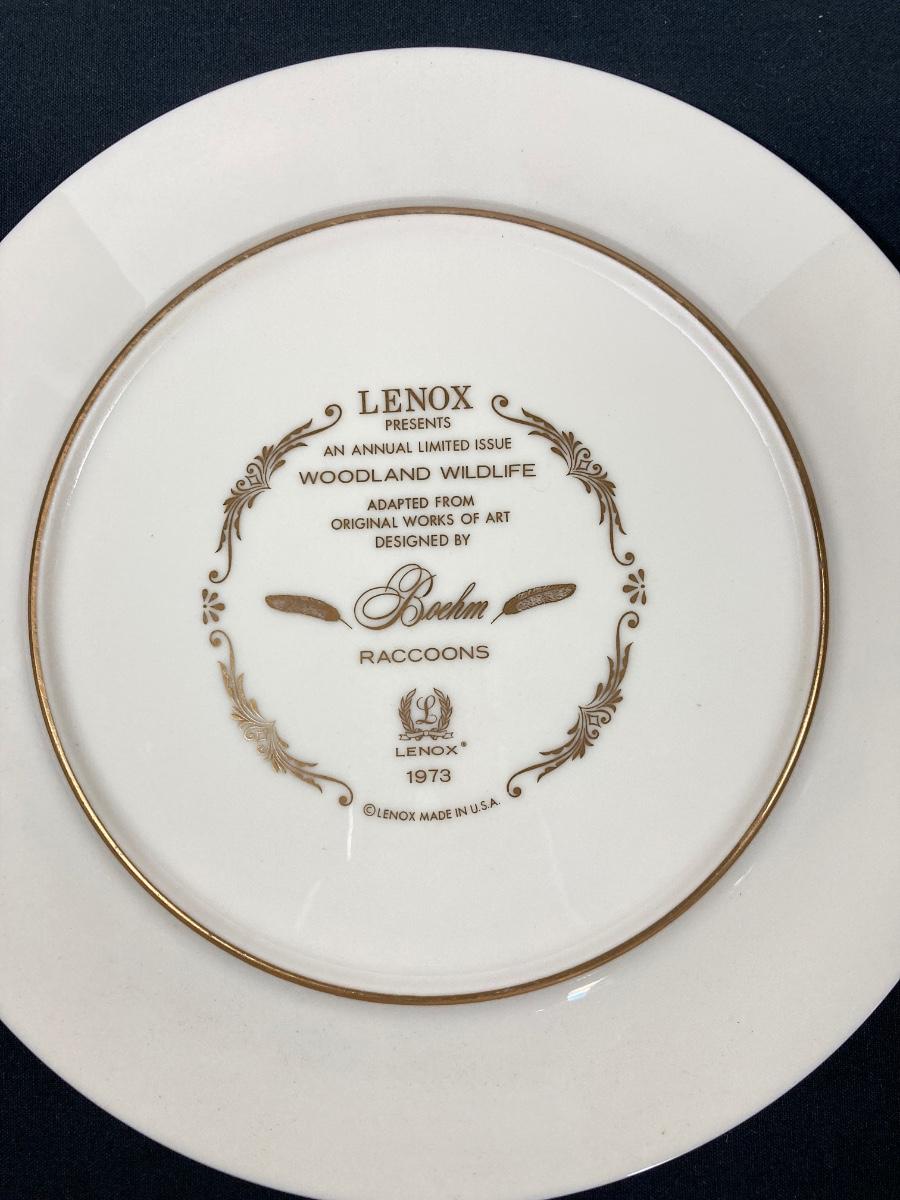 LENOX
PRESENTS
AN ANNUAL LIMITED ISSUE
WOODLAND WILDLIFE
ADAPTED FROM
ORIGINAL WORKS OF ART
DESIGNED BY
Boehm
RACCOONS
L
LENOX®
1973
©LENOX MADE IN U.S.A.